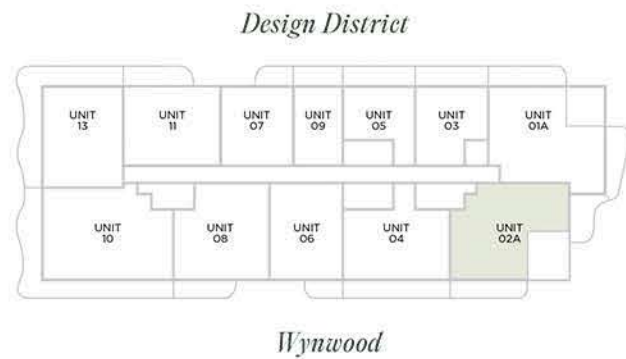 Design District
UNIT
13
UNIT
11
UNIT
07
UNIT
09
UNIT
05
UNIT
03
UNIT
01A
UNIT
10
UNIT
08
UNIT
06
UNIT
04
UNIT
02A
Wynwood